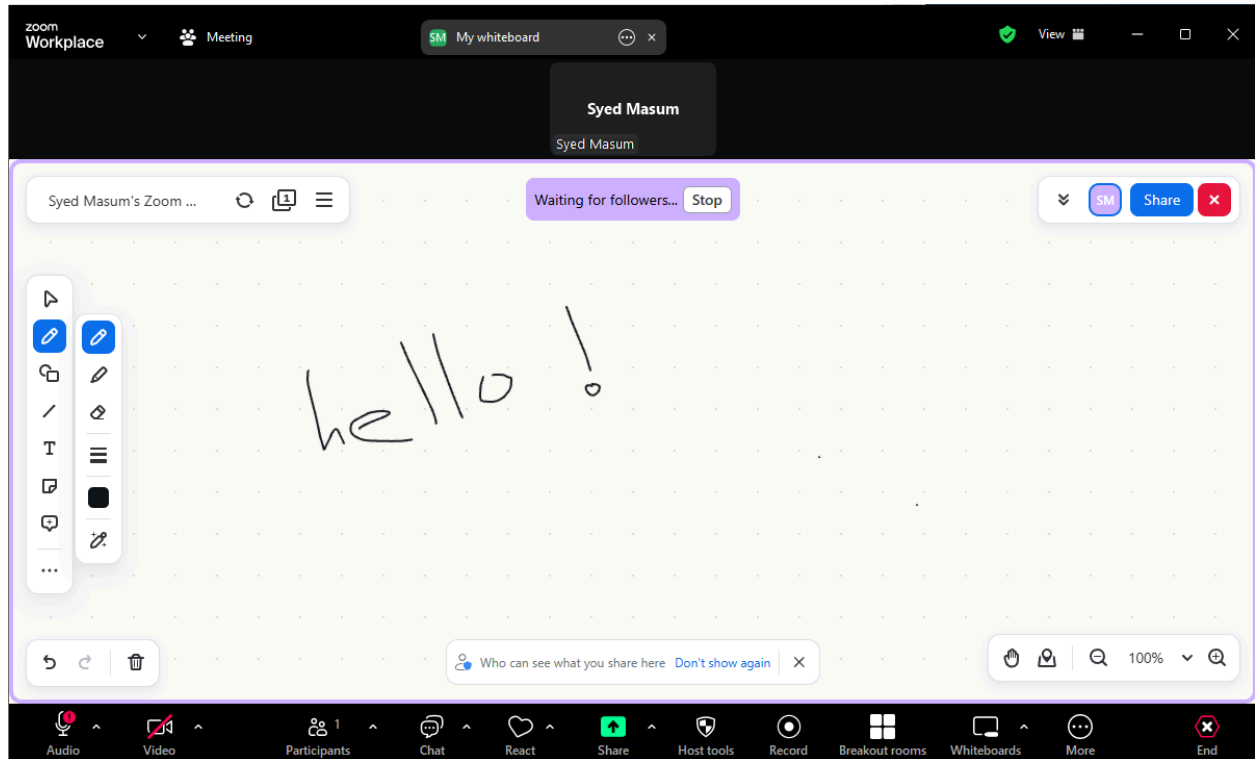 zoom
Workplace
Meeting
SM My whiteboard
View
Syed Masum
Syed Masum
Syed Masum's Zoom ...
1
Waiting for followers... Stop
SM Share
hello!
T
Who can see what you share here Don't show again
100%
1
Audio Video Participants Chat React Share Host tools Record Breakout rooms Whiteboards More End